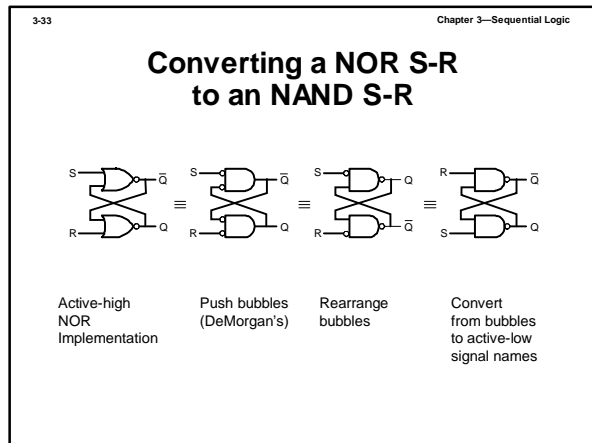 3-33 Chapter 3—Sequential Logic
Converting a NOR S-R
to an NAND S-R
S Q̅ S Q̅ S Q R Q̅
≡ ≡ ≡
R Q R Q R Q̅ S Q
Active-high Push bubbles Rearrange Convert
NOR (DeMorgan's) bubbles from bubbles
Implementation to active-low
signal names